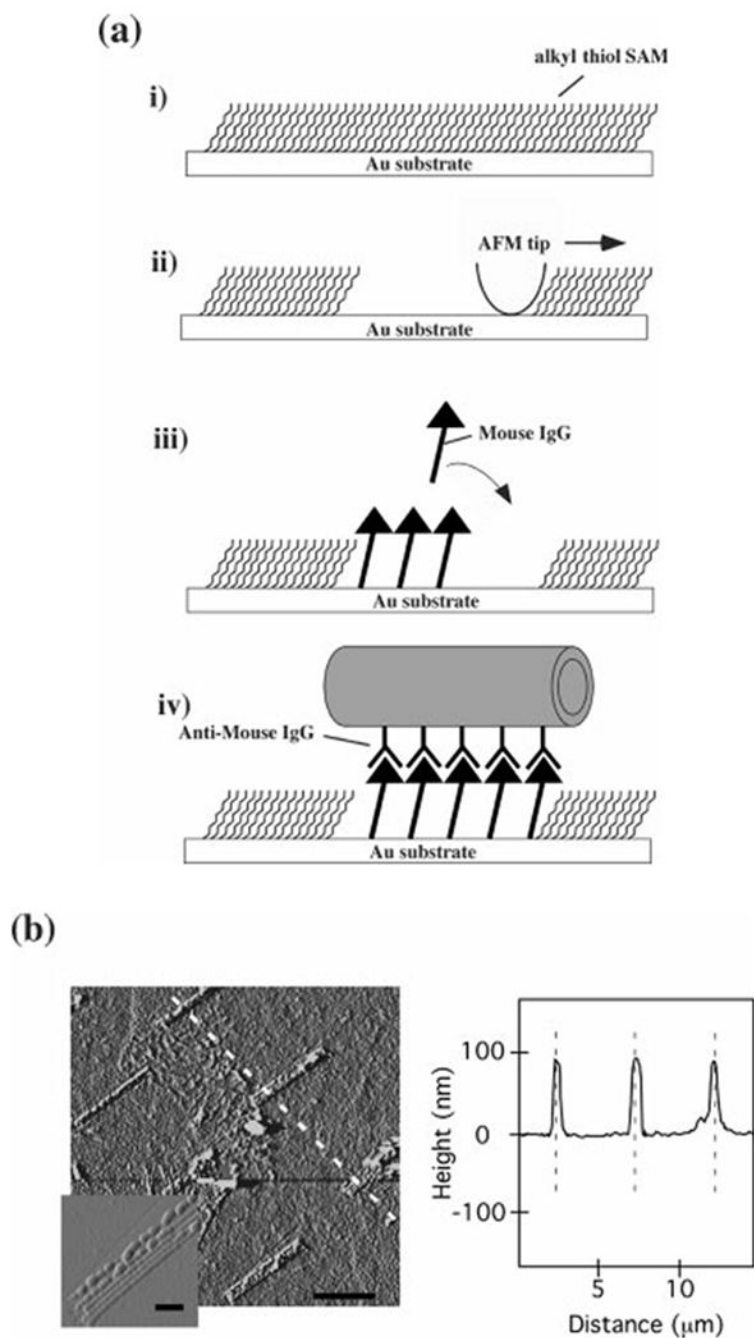 (a)
alkyl thiol SAM
i)
Au substrate
AFM tip
ii)
Au substrate
iii)
Mouse IgG
Au substrate
iv)
Anti-Mouse IgG
Au substrate
(b)
Height (nm)
100
0
-100
5 10
Distance (μm)